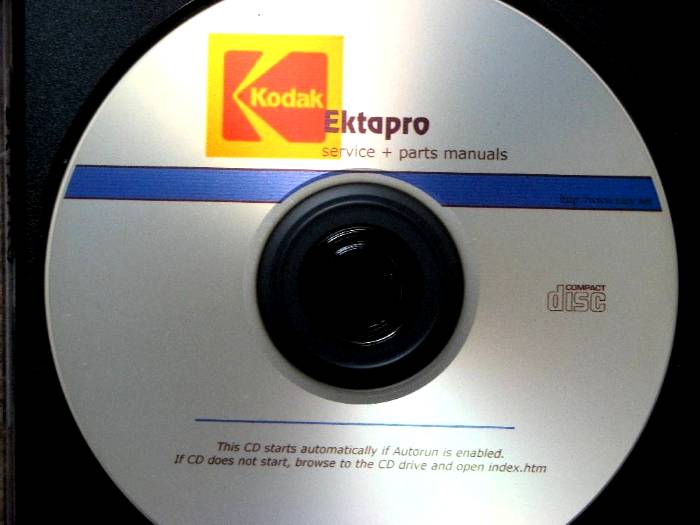 Kodak
Ektapro
service + parts manuals
COMPACT
disc
This CD starts automatically if Autorun is enabled.
If CD does not start, browse to the CD drive and open index.htm